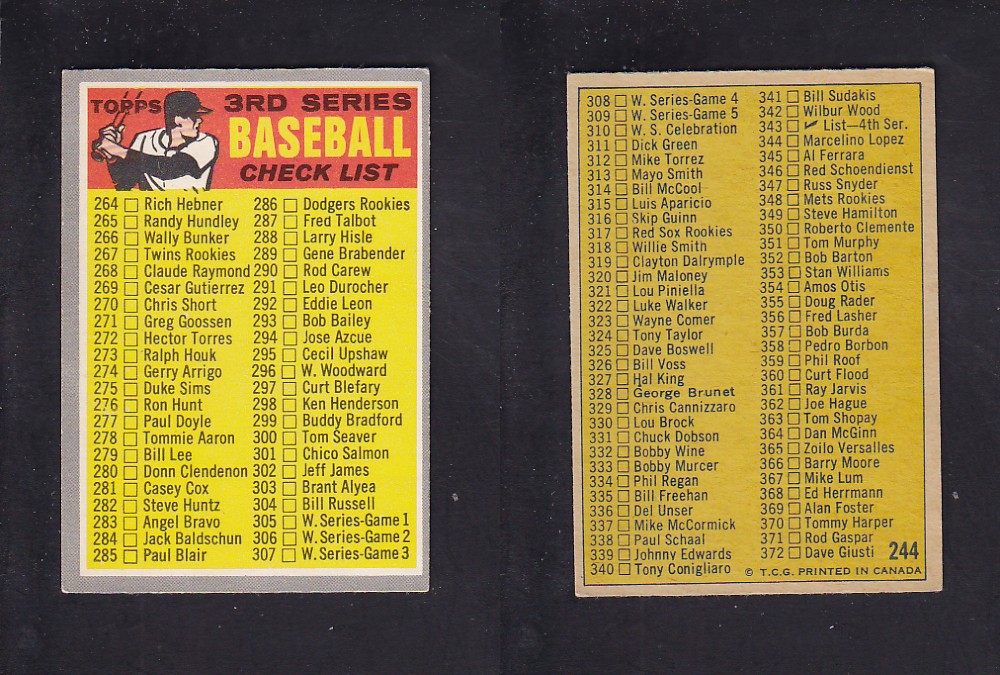 TOPPS
3RD SERIES
BASEBALL
CHECK LIST
264 Rich Hebner
265 Randy Hundley
266 Wally Bunker
267 Twins Rookies
268 Claude Raymond
269 Cesar Gutierrez
270 Chris Short
271 Greg Goossen
272 Hector Torres
273 Ralph Houk
274 Gerry Arrigo
275 Duke Sims
276 Ron Hunt
277 Paul Doyle
278 Tommie Aaron
279 Bill Lee
280 Donn Clendenon
281 Casey Cox
282 Steve Huntz
283 Angel Bravo
284 Jack Baldschun
285 Paul Blair
286 Dodgers Rookies
287 Fred Talbot
288 Larry Hisle
289 Gene Brabender
290 Rod Carew
291 Leo Durocher
292 Eddie Leon
293 Bob Bailey
294 Jose Azcue
295 Cecil Upshaw
296 W. Woodward
297 Curt Blefary
298 Ken Henderson
299 Buddy Bradford
300 Tom Seaver
301 Chico Salmon
302 Jeff James
303 Brant Alyea
304 Bill Russell
305 W. Series-Game 1
306 W. Series-Game 2
307 W. Series-Game 3
308 W. Series-Game 4
309 W. Series-Game 5
310 W. S. Celebration
311 Dick Green
312 Mike Torrez
313 Mayo Smith
314 Bill McCool
315 Luis Aparicio
316 Skip Guinn
317 Red Sox Rookies
318 Willie Smith
319 Clayton Dalrymple
320 Jim Maloney
321 Lou Piniella
322 Luke Walker
323 Wayne Comer
324 Tony Taylor
325 Dave Boswell
326 Bill Voss
327 Hal King
328 George Brunet
329 Chris Cannizzaro
330 Lou Brock
331 Chuck Dobson
332 Bobby Wine
333 Bobby Murcer
334 Phil Regan
335 Bill Freehan
336 Del Unser
337 Mike McCormick
338 Paul Schaal
339 Johnny Edwards
340 Tony Conigliaro
341 Bill Sudakis
342 Wilbur Wood
343 ✓ List—4th Ser.
344 Marcelino Lopez
345 Al Ferrara
346 Red Schoendienst
347 Russ Snyder
348 Mets Rookies
349 Steve Hamilton
350 Roberto Clemente
351 Tom Murphy
352 Bob Barton
353 Stan Williams
354 Amos Otis
355 Doug Rader
356 Fred Lasher
357 Bob Burda
358 Pedro Borbon
359 Phil Roof
360 Curt Flood
361 Ray Jarvis
362 Joe Hague
363 Tom Shopay
364 Dan McGinn
365 Zoilo Versalles
366 Barry Moore
367 Mike Lum
368 Ed Herrmann
369 Alan Foster
370 Tommy Harper
371 Rod Gaspar
372 Dave Giusti
244
© T.C.G. PRINTED IN CANADA